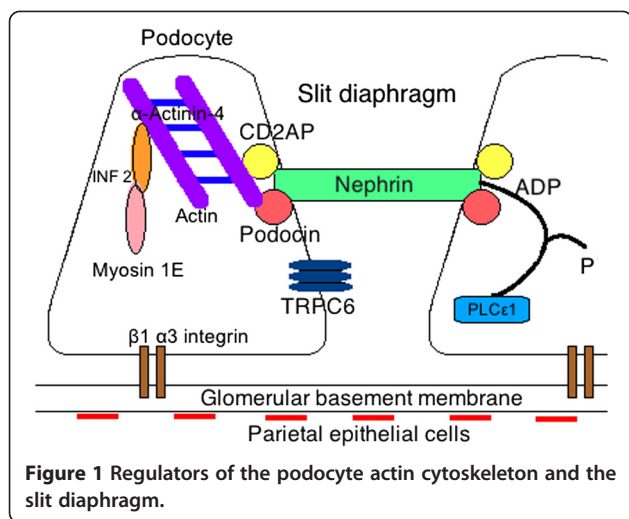 Podocyte
Slit diaphragm
α-Actinin-4
CD2AP
INF 2
Nephrin
ADP
Actin
Podocin
Myosin 1E
P
TRPC6
PLCε1
β1 α3 integrin
Glomerular basement membrane
Parietal epithelial cells
Figure 1 Regulators of the podocyte actin cytoskeleton and the
slit diaphragm.